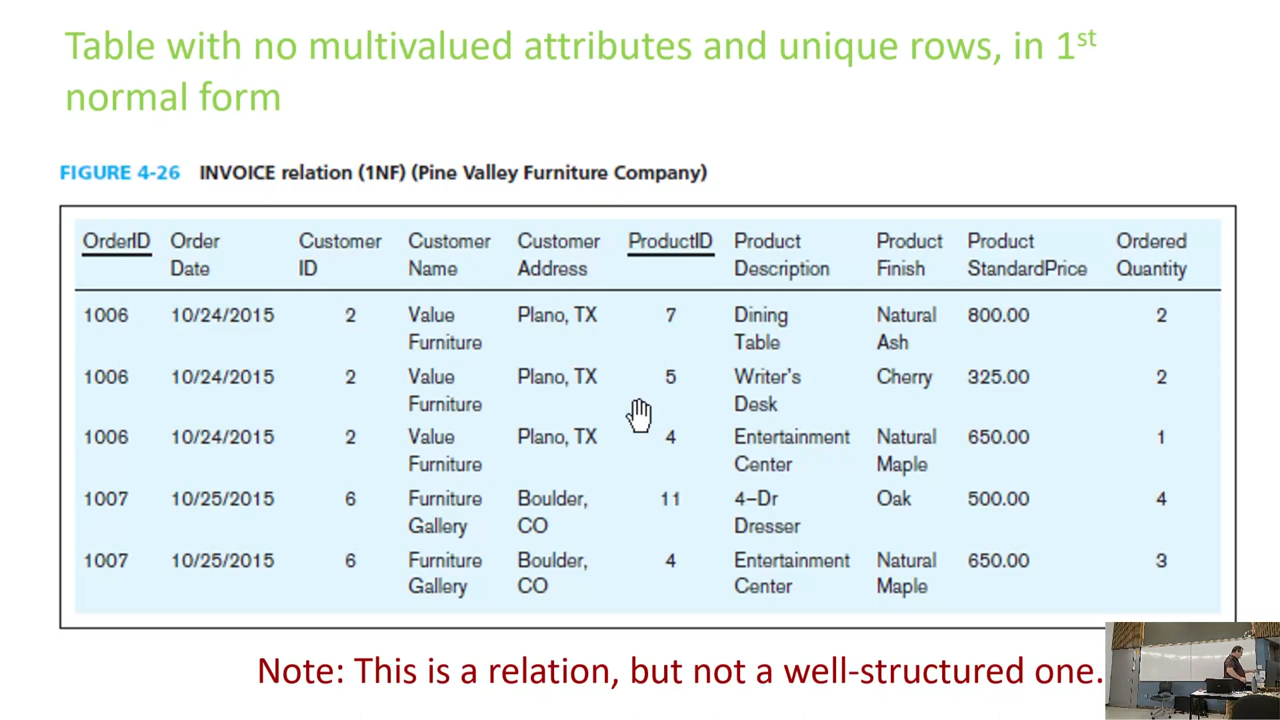 Table with no multivalued attributes and unique rows, in 1st
normal form
FIGURE 4-26 INVOICE relation (1NF) (Pine Valley Furniture Company)
OrderID Order Customer Customer Customer ProductID Product Product Product Ordered
Date ID Name Address Description Finish StandardPrice Quantity
1006 10/24/2015 2 Value Plano, TX 7 Dining Natural 800.00 2
Furniture Table Ash
1006 10/24/2015 2 Value Plano, TX 5 Writer's Cherry 325.00 2
Furniture Desk
1006 10/24/2015 2 Value Plano, TX 4 Entertainment Natural 650.00 1
Furniture Center Maple
1007 10/25/2015 6 Furniture Boulder, 11 4–Dr Oak 500.00 4
Gallery CO Dresser
1007 10/25/2015 6 Furniture Boulder, 4 Entertainment Natural 650.00 3
Gallery CO Center Maple
Note: This is a relation, but not a well-structured one.